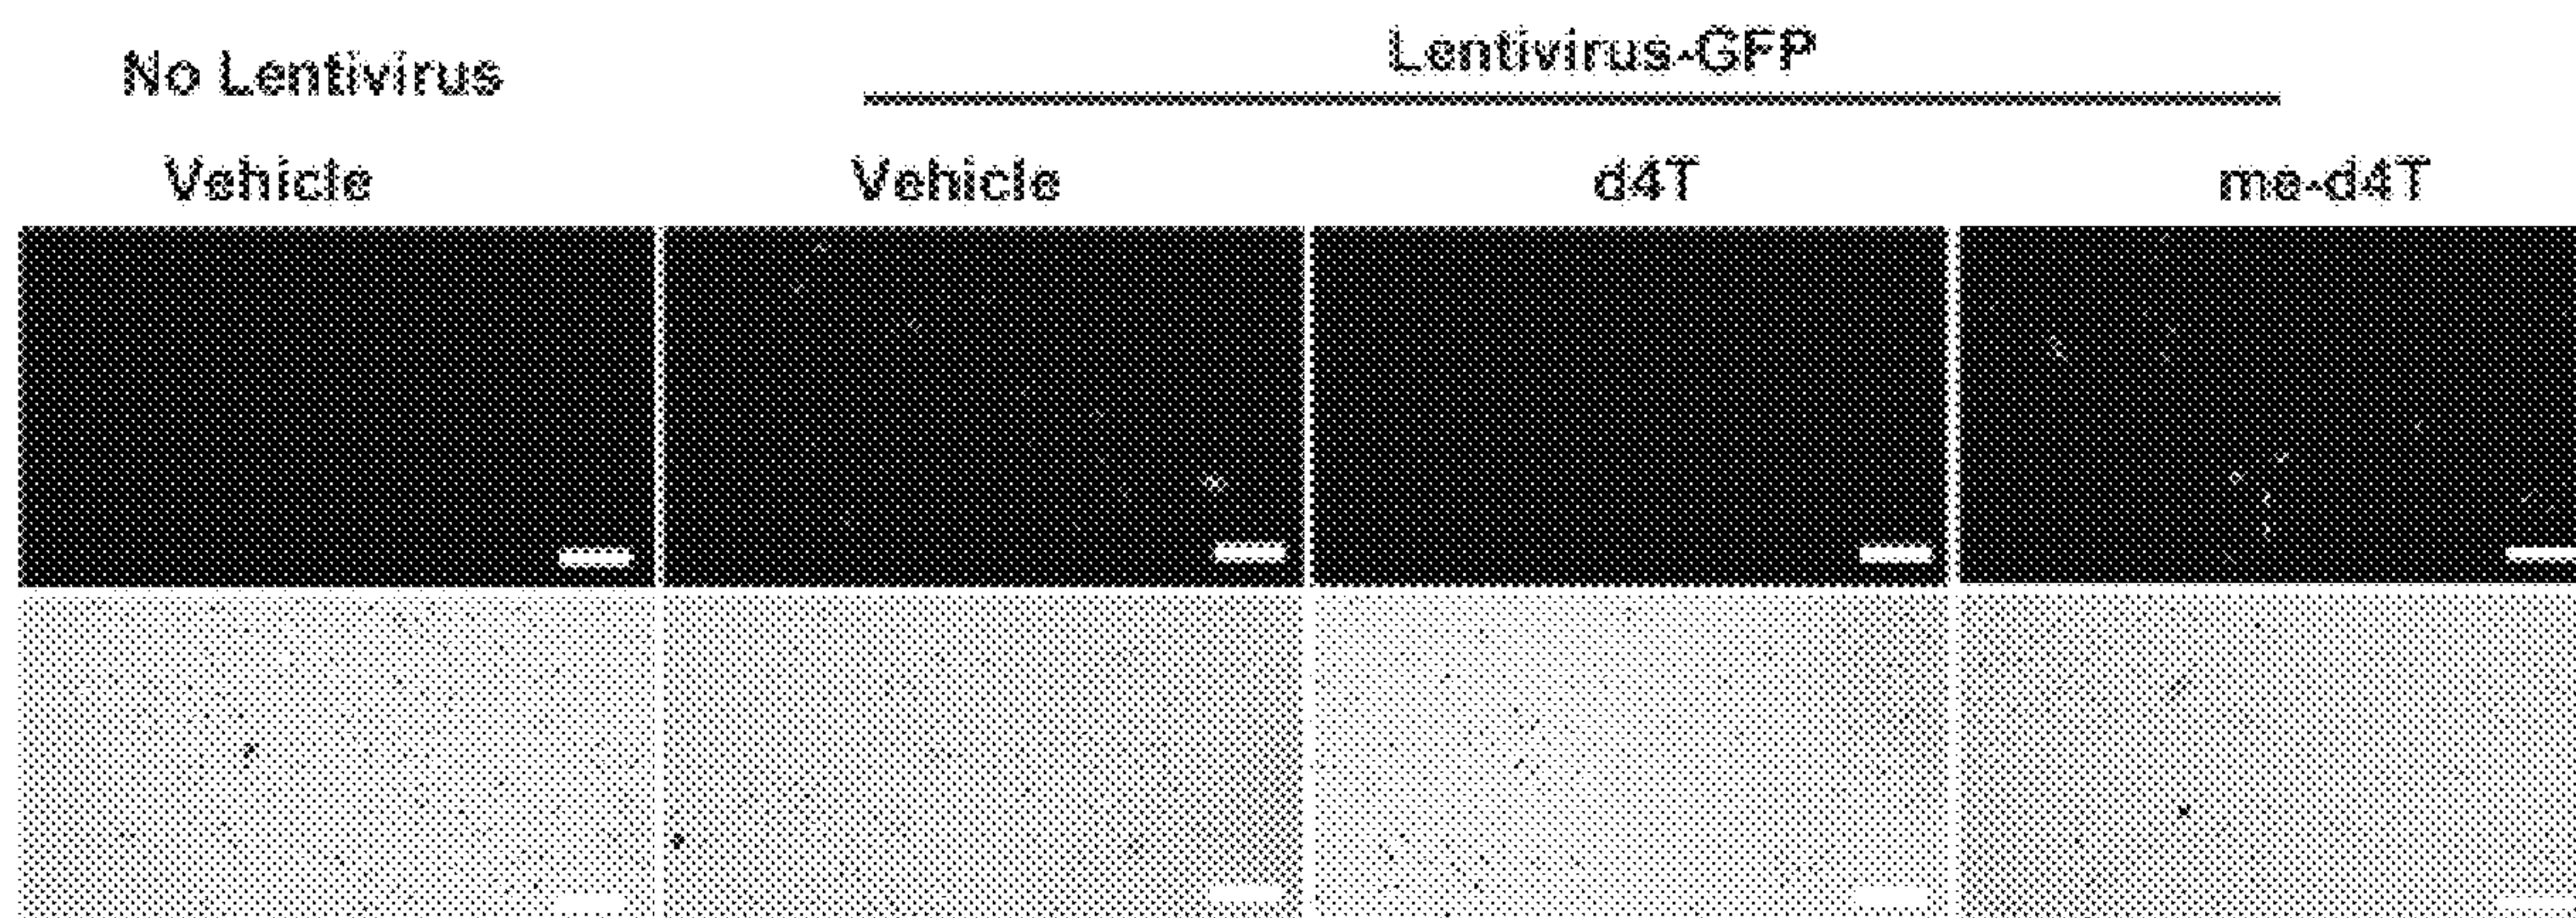 No Lentivirus
Lentivirus-GFP
Vehicle
Vehicle
d4T
me-d4T